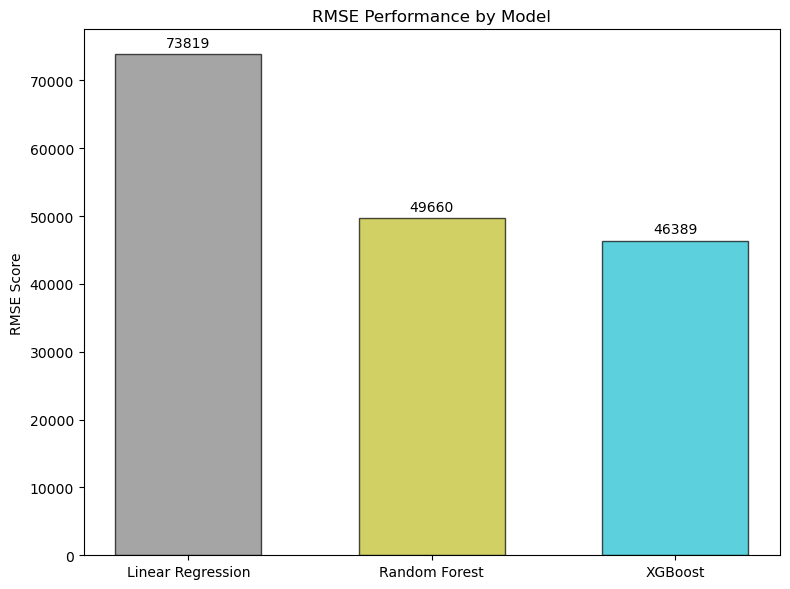 RMSE Performance by Model
RMSE Score
70000
60000
50000
40000
30000
20000
10000
0
73819
49660
46389
Linear Regression
Random Forest
XGBoost